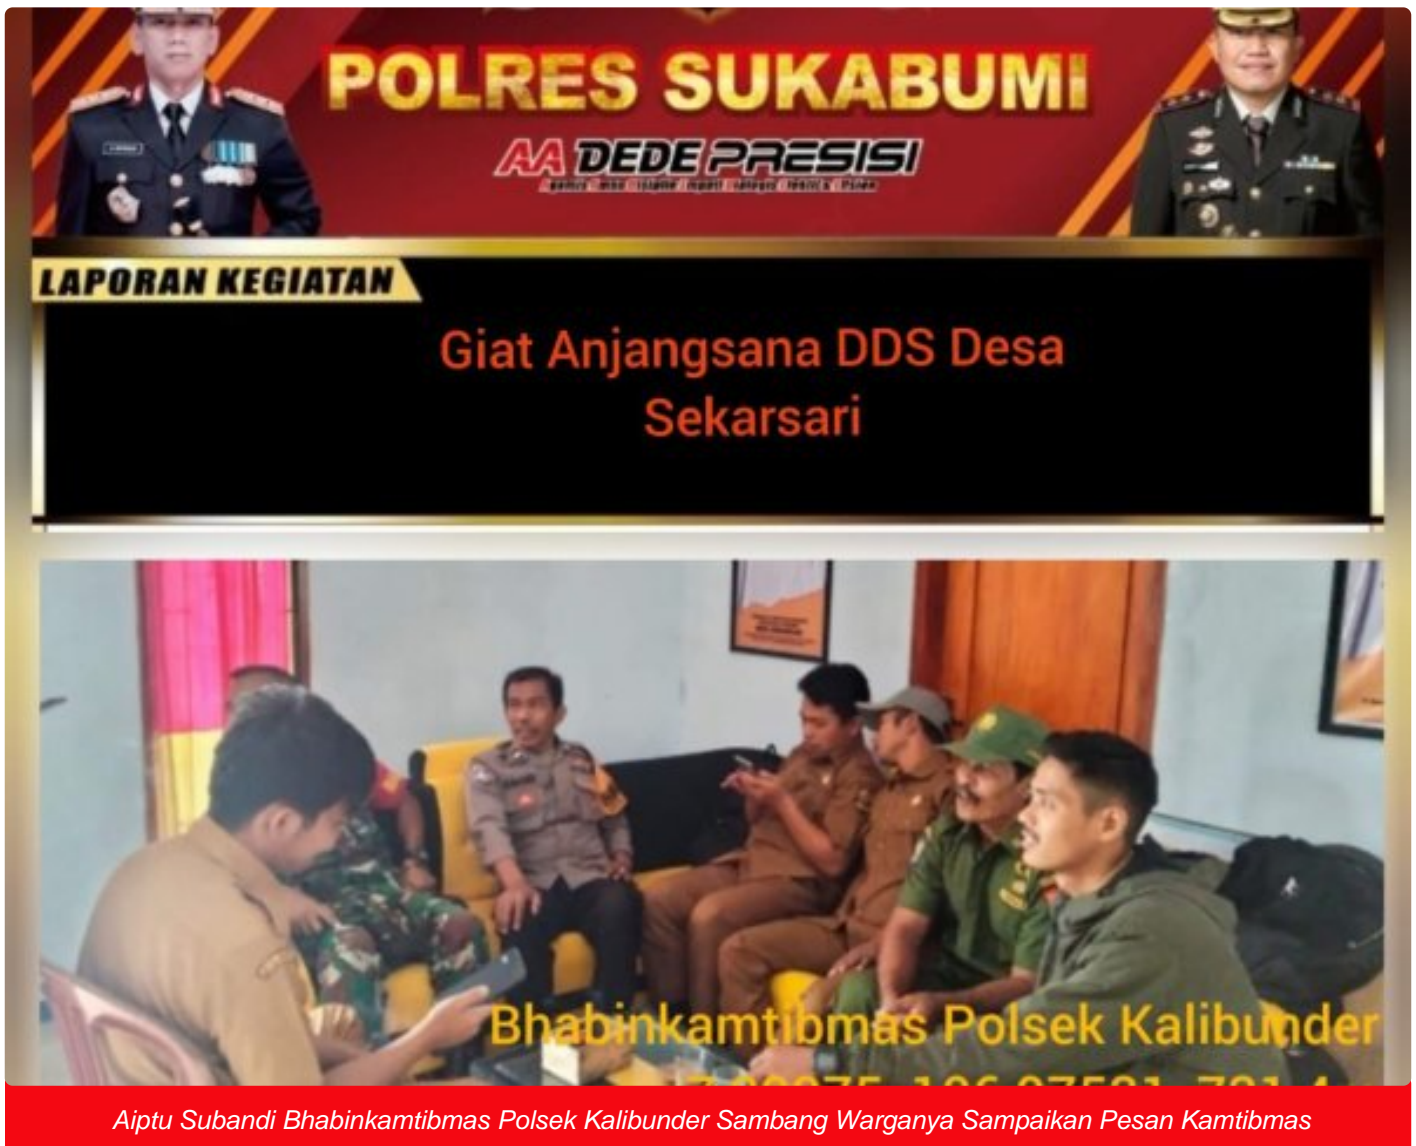 POLRES SUKABUMI
AA DEDE PRESISI
LAPORAN KEGIATAN
Giat Anjangsana DDS Desa
Sekarsari
Bhabinkamtibmas Polsek Kalibunder
Aiptu Subandi Bhabinkamtibmas Polsek Kalibunder Sambang Warganya Sampaikan Pesan Kamtibmas